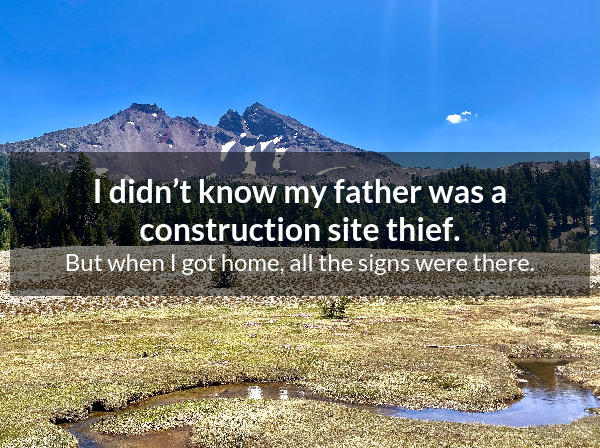 I didn’t know my father was a
construction site thief.
But when I got home, all the signs were there.